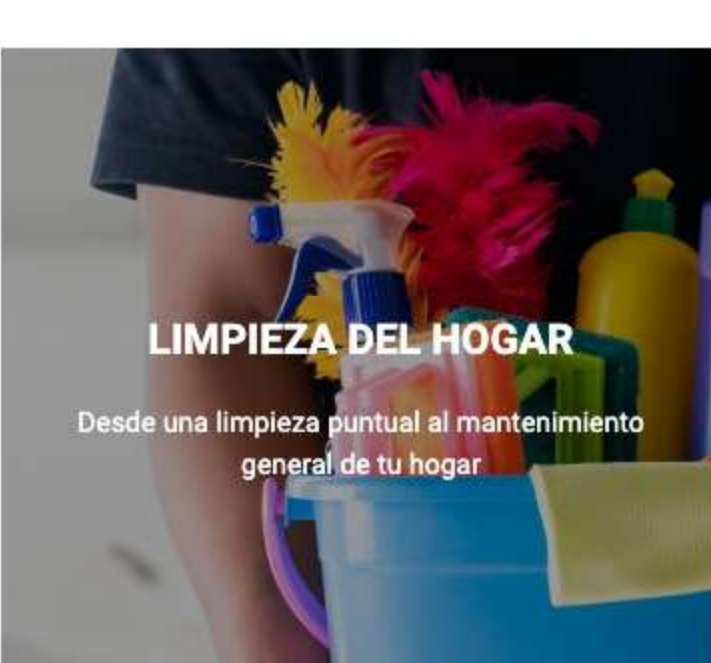 LIMPIEZA DEL HOGAR
Desde una limpieza puntual al mantenimiento
general de tu hogar